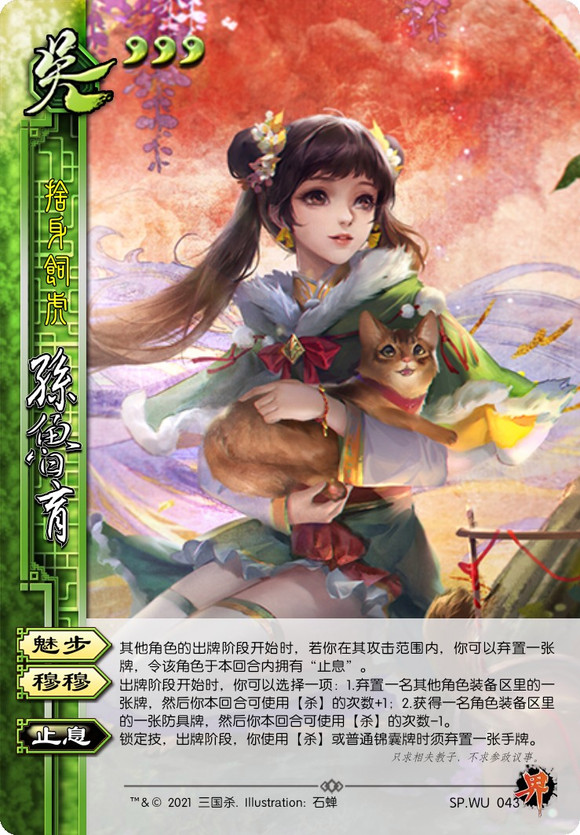 吴
捨身飼虎
孫魯育
魅步
其他角色的出牌阶段开始时，若你在其攻击范围内，你可以弃置一张
牌，令该角色于本回合内拥有“止息”。
穆穆
出牌阶段开始时，你可以选择一项：1.弃置一名其他角色装备区里的一
张牌，然后你本回合可使用【杀】的次数+1；2.获得一名角色装备区里
的一张防具牌，然后你本回合可使用【杀】的次数-1。
止息
锁定技，出牌阶段，你使用【杀】或普通锦囊牌时须弃置一张手牌。
只求相夫教子，不求参政议事。
™&© 2021 三国杀. Illustration: 石蝉
SP.WU 043
界